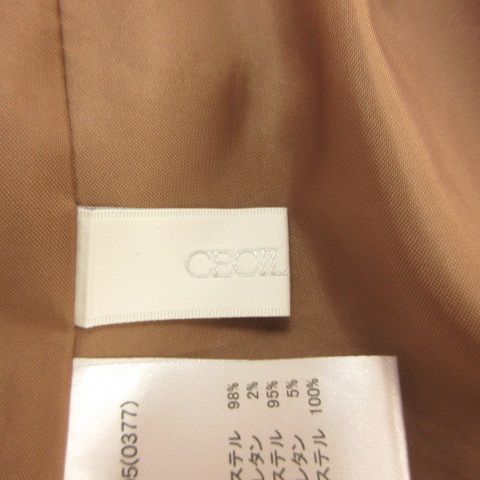 CECIL
5(0377)
ステル 98%
レタン 2%
ステル 95%
レタン 5%
ステル 100%